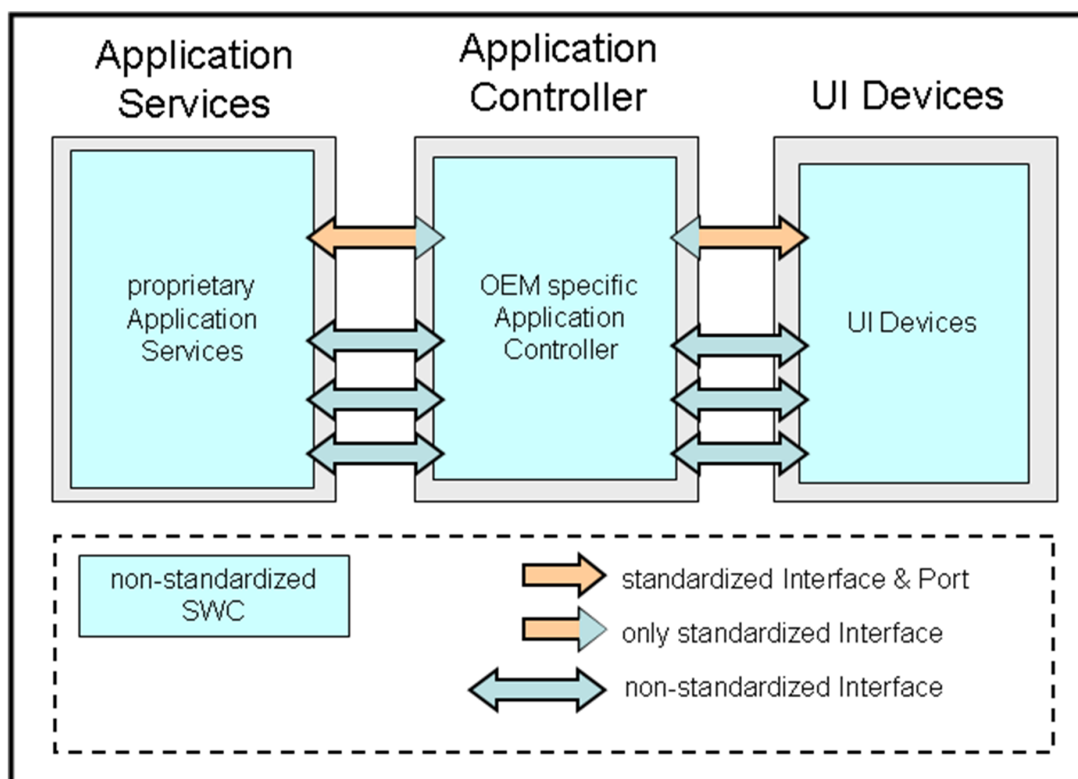 Application
Services
Application
Controller
UI Devices
proprietary
Application
Services
OEM specific
Application
Controller
UI Devices
non-standardized
SWC
standardized Interface & Port
only standardized Interface
non-standardized Interface